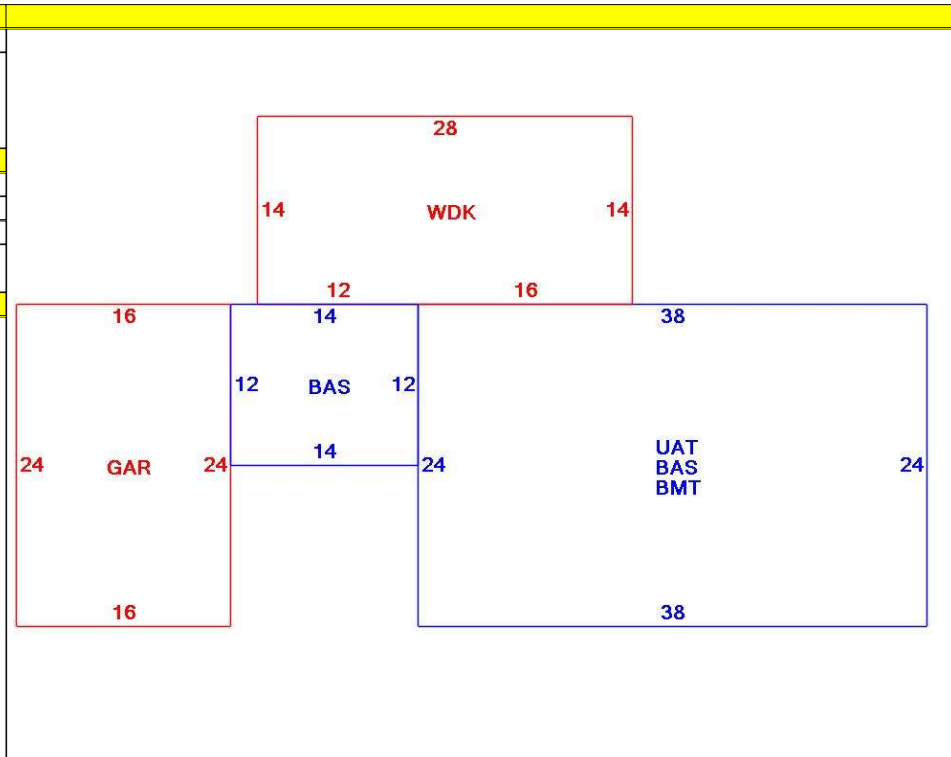 28
14 WDK 14
12 16
16 14 38
12 BAS 12
14
24 GAR 24 24 24
UAT
BAS
BMT
16 38